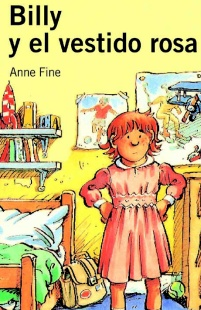 Billy
y el vestido rosa
Anne Fine